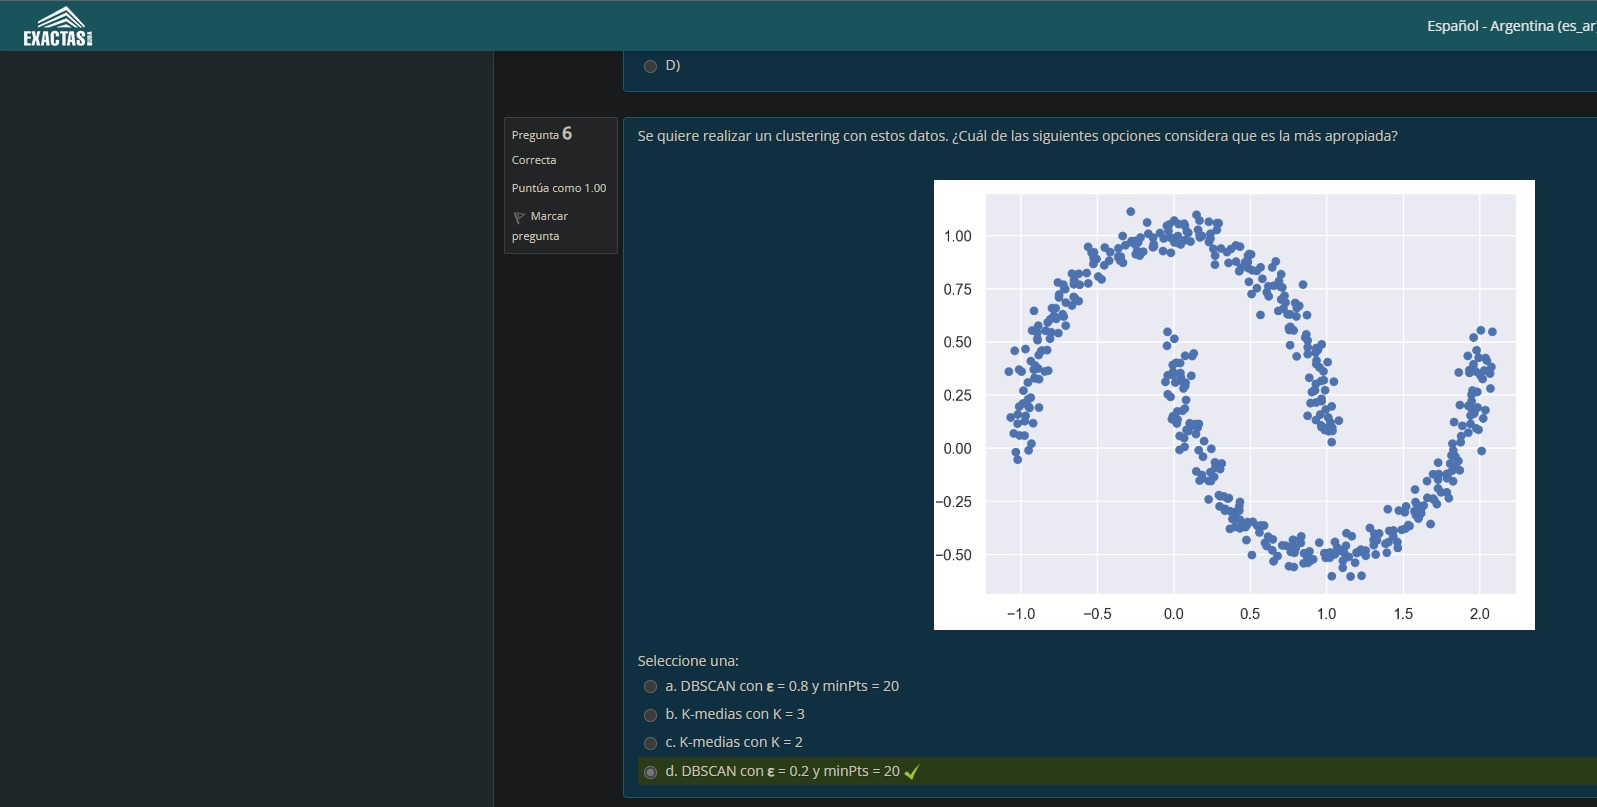 EXACTAS UBA
Español - Argentina (es_ar
D)
Pregunta 6
Correcta
Puntúa como 1.00
Marcar
pregunta
Se quiere realizar un clustering con estos datos. ¿Cuál de las siguientes opciones considera que es la más apropiada?
1.00
0.75
0.50
0.25
0.00
−0.25
−0.50
−1.0 −0.5 0.0 0.5 1.0 1.5 2.0
Seleccione una:
a. DBSCAN con ε = 0.8 y minPts = 20
b. K-medias con K = 3
c. K-medias con K = 2
d. DBSCAN con ε = 0.2 y minPts = 20